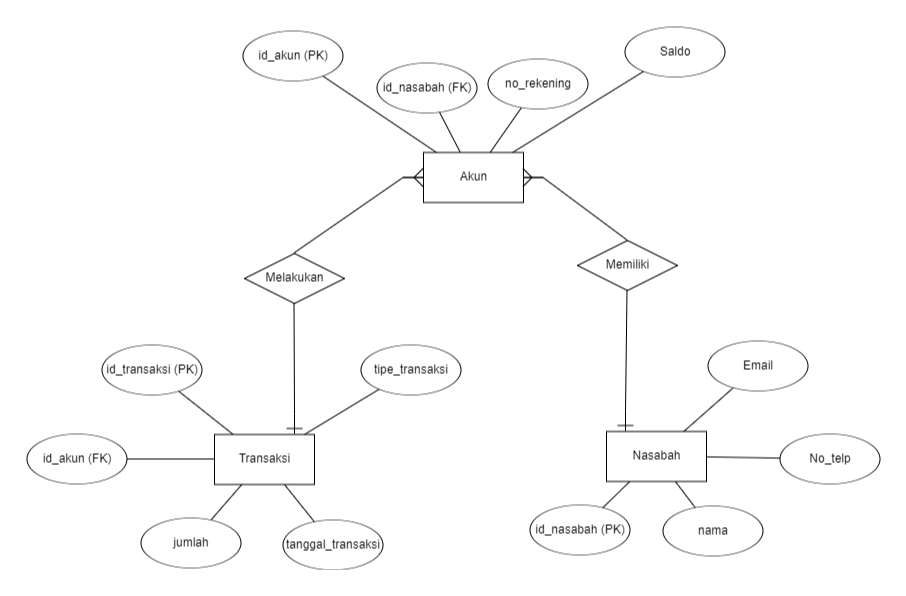 id_akun (PK)
id_nasabah (FK)
no_rekening
Saldo
Akun
Melakukan
Memiliki
id_transaksi (PK)
tipe_transaksi
Email
id_akun (FK)
Transaksi
Nasabah
No_telp
jumlah
tanggal_transaksi
id_nasabah (PK)
nama